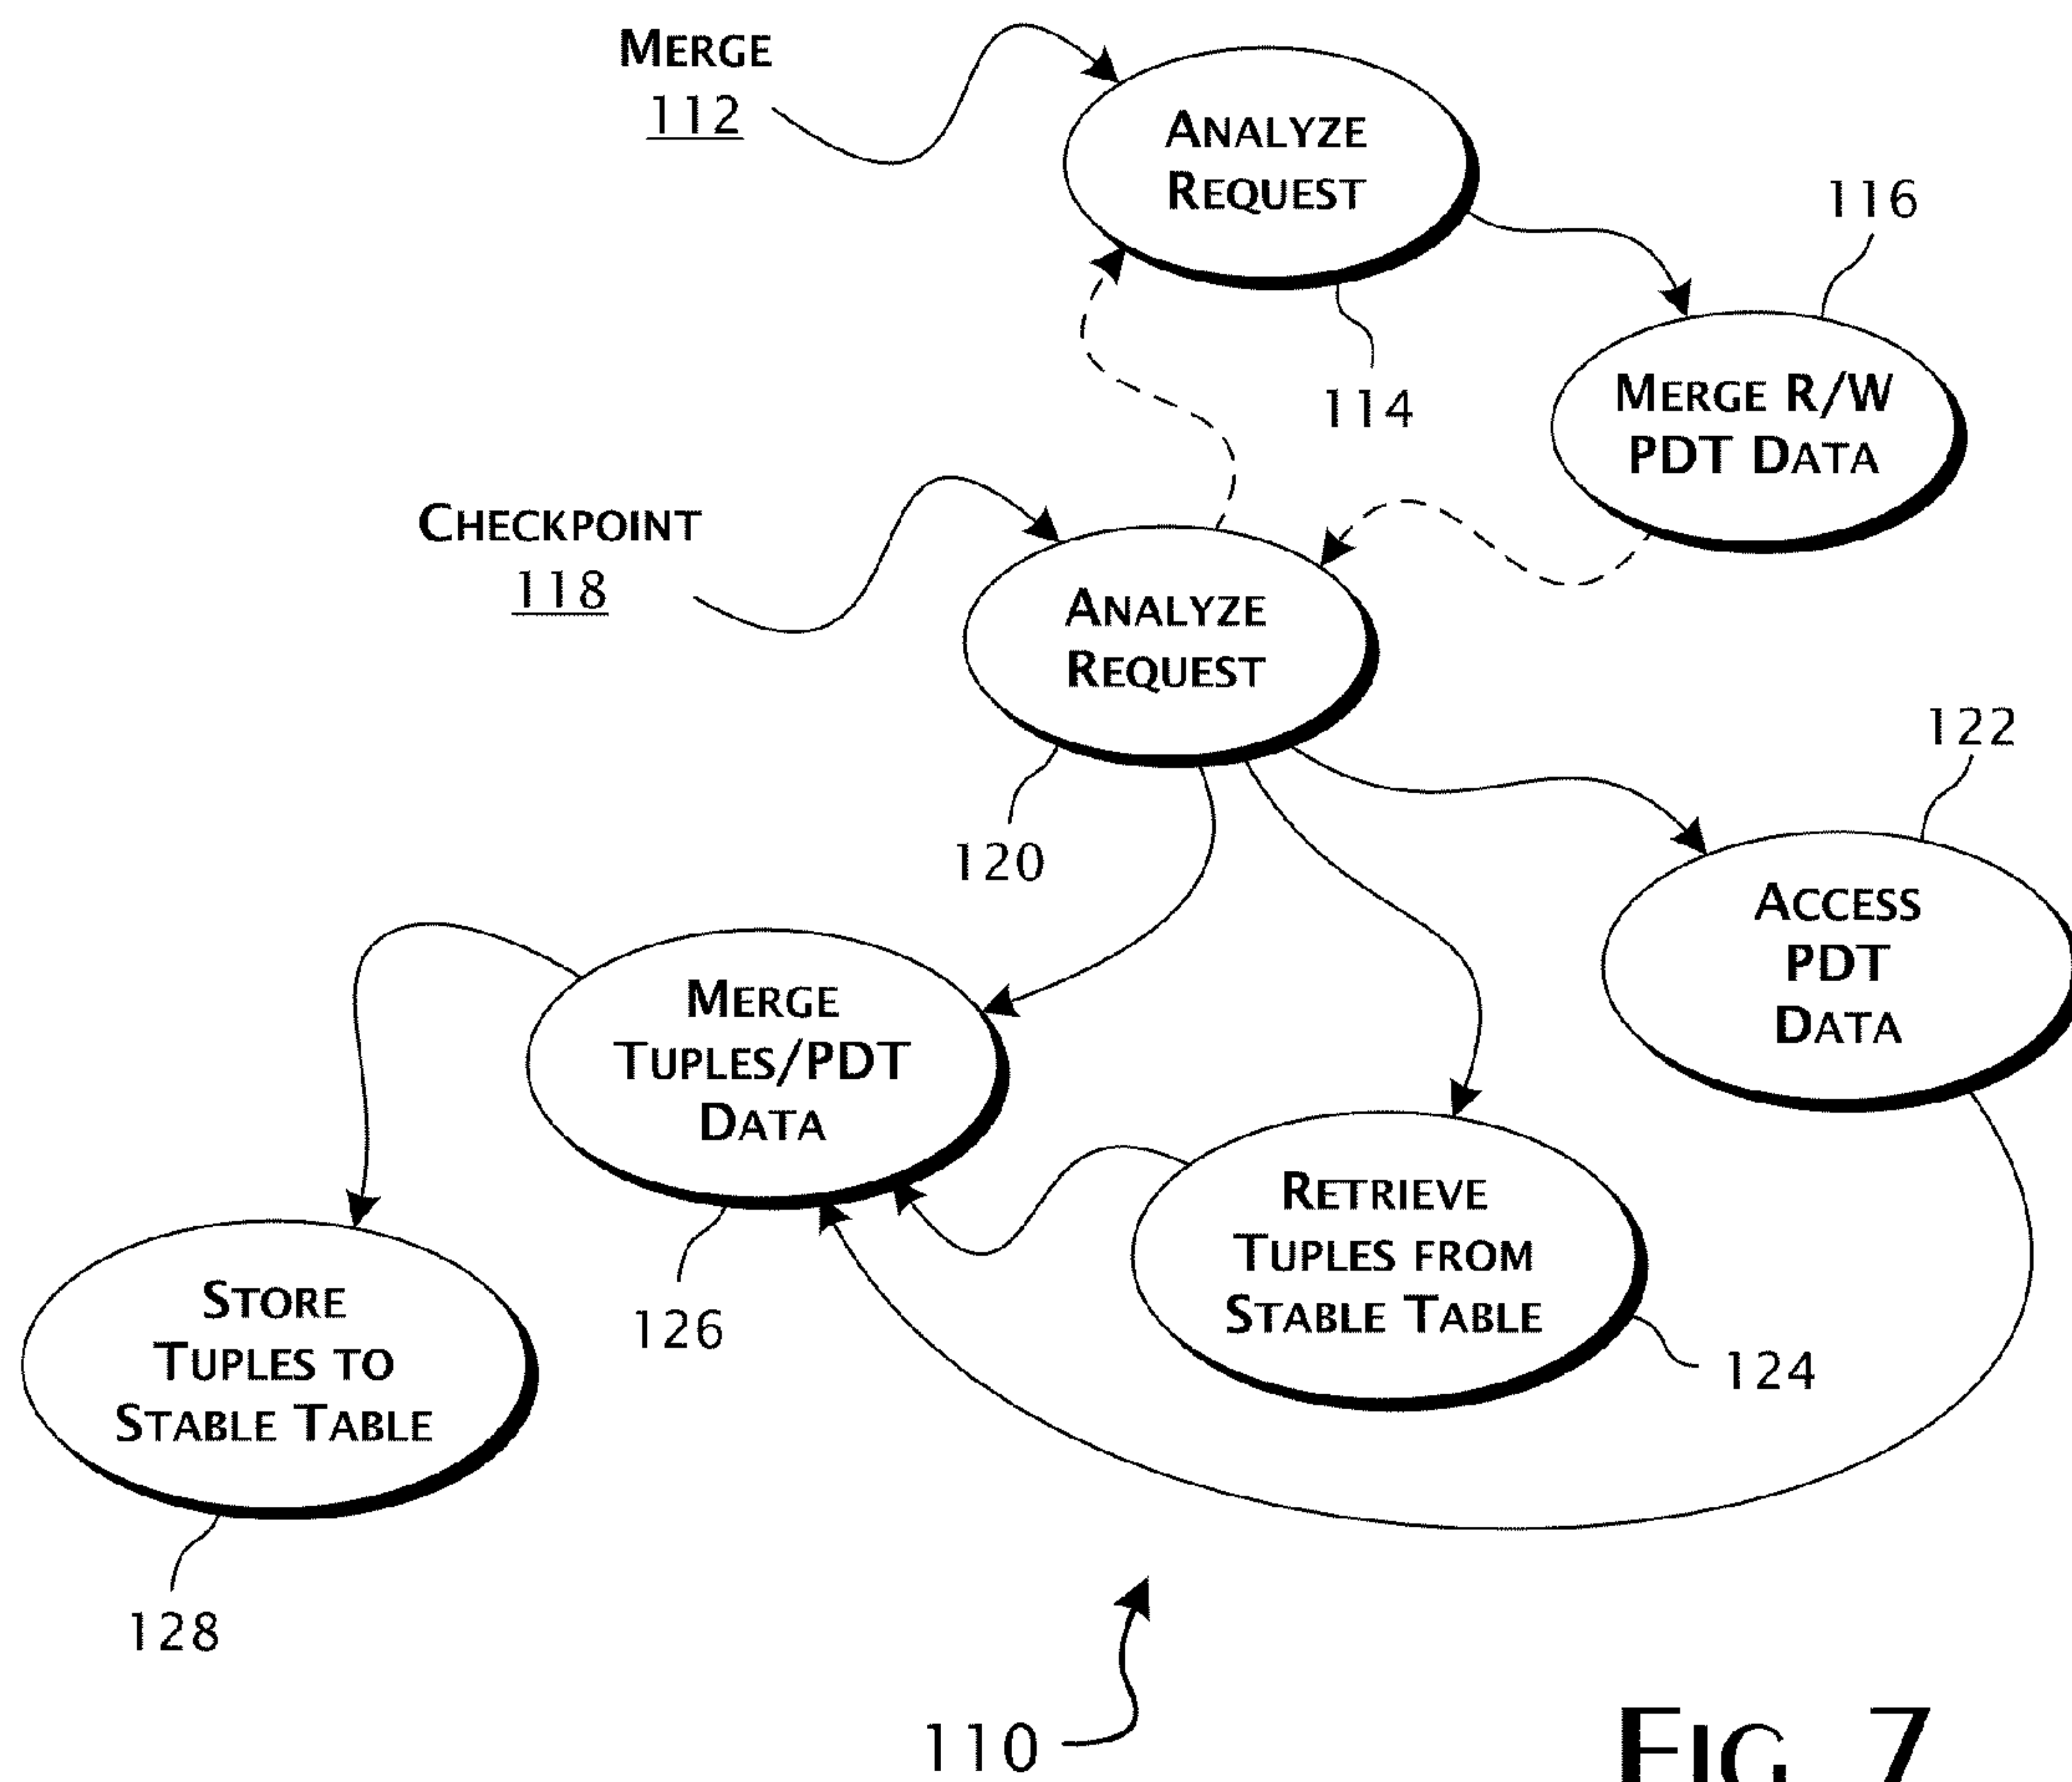 MERGE
112
ANALYZE
REQUEST
116
114
MERGE R/W
PDT DATA
CHECKPOINT
118
ANALYZE
REQUEST
122
120
ACCESS
PDT
DATA
MERGE
TUPLES/PDT
DATA
126
RETRIEVE
TUPLES FROM
STABLE TABLE
124
STORE
TUPLES TO
STABLE TABLE
128
110
FIG. 7